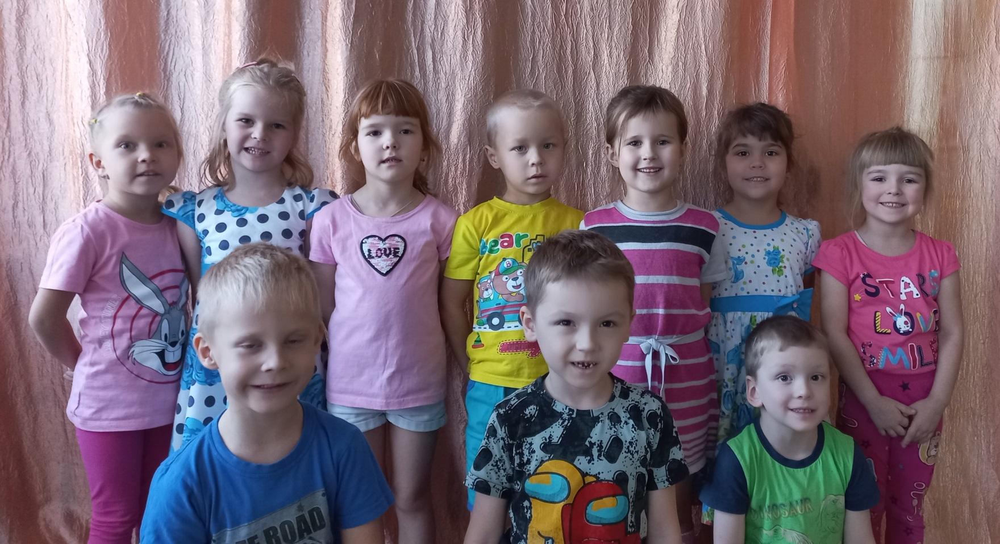 LOVE
Bear
B
STARS
LOVE
SMILE
ROAD
DINOSAUR